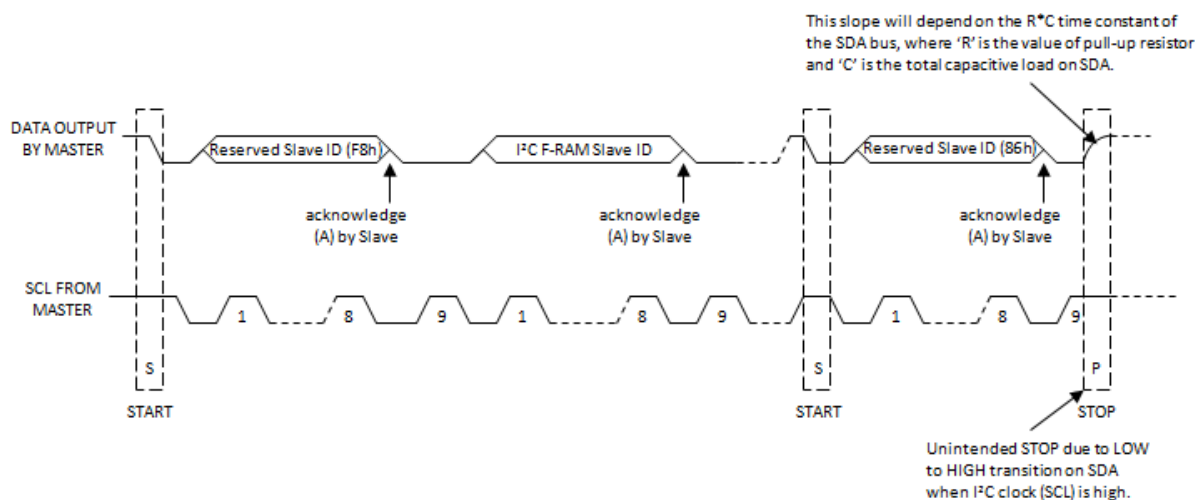 This slope will depend on the R*C time constant of
the SDA bus, where ‘R’ is the value of pull-up resistor
and ‘C’ is the total capacitive load on SDA.
DATA OUTPUT
BY MASTER
Reserved Slave ID (F8h)
I²C F-RAM Slave ID
Reserved Slave ID (86h)
acknowledge
(A) by Slave
acknowledge
(A) by Slave
acknowledge
(A) by Slave
SCL FROM
MASTER
1 8 9 1 8 9 1 8 9
S S P
START START STOP
Unintended STOP due to LOW
to HIGH transition on SDA
when I²C clock (SCL) is high.